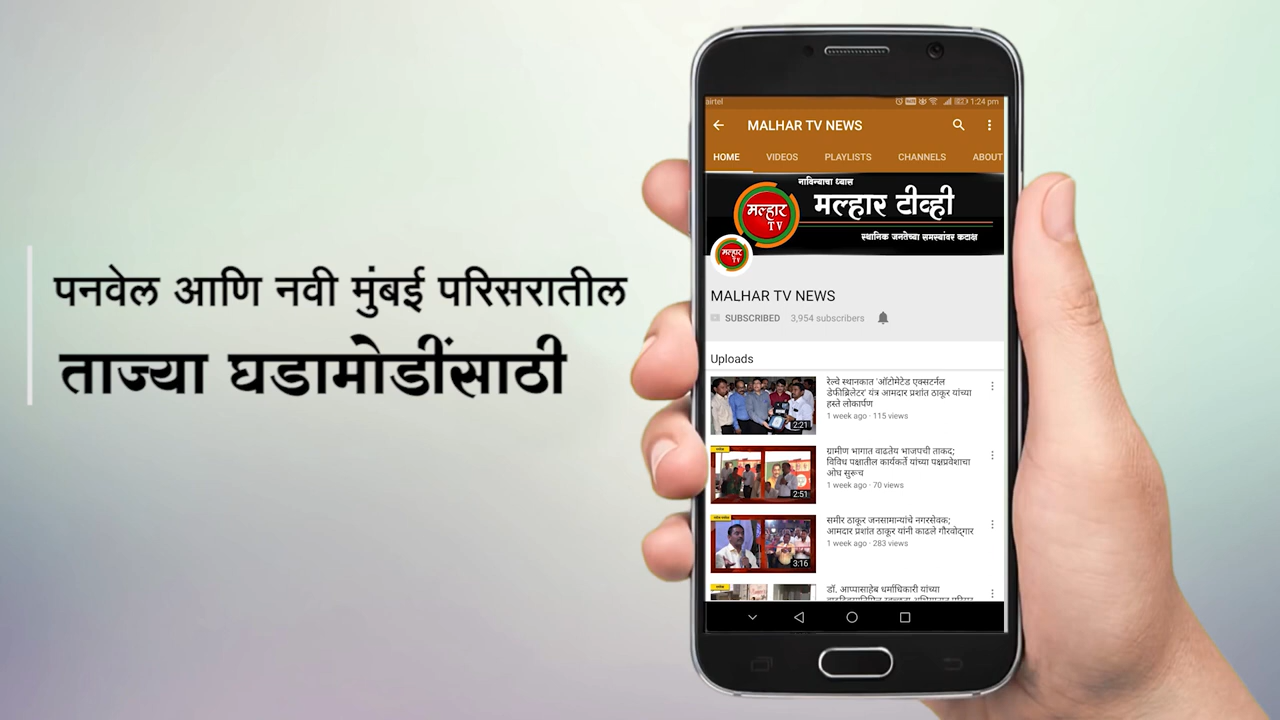 पनवेल आणि नवी मुंबई परिसरातील
ताज्या घडामोडींसाठी
airtel
1:24 pm
MALHAR TV NEWS
HOME VIDEOS PLAYLISTS CHANNELS ABOUT
नाविन्याचा ध्यास
मल्हार TV
मल्हार टीव्ही
स्थानिक जनतेच्या समस्यांवर कटाक्ष
मल्हार TV
MALHAR TV NEWS
SUBSCRIBED 3,954 subscribers
Uploads
रेल्वे स्थानकात 'ऑटोमेटेड एक्सटर्नल
डेफीब्रिलेटर' यंत्र आमदार प्रशांत ठाकूर यांच्या
हस्ते लोकार्पण
1 week ago · 115 views
2:21
ग्रामीण भागात वाढतेय भाजपची ताकद;
विविध पक्षातील कार्यकर्ते यांच्या पक्षप्रवेशाचा
ओघ सुरूच
1 week ago · 70 views
2:51
समीर ठाकूर जनसामान्यांचे नगरसेवक;
आमदार प्रशांत ठाकूर यांनी काढले गौरवोद्गार
1 week ago · 283 views
3:16
डॉ. आप्पासाहेब धर्माधिकारी यांच्या